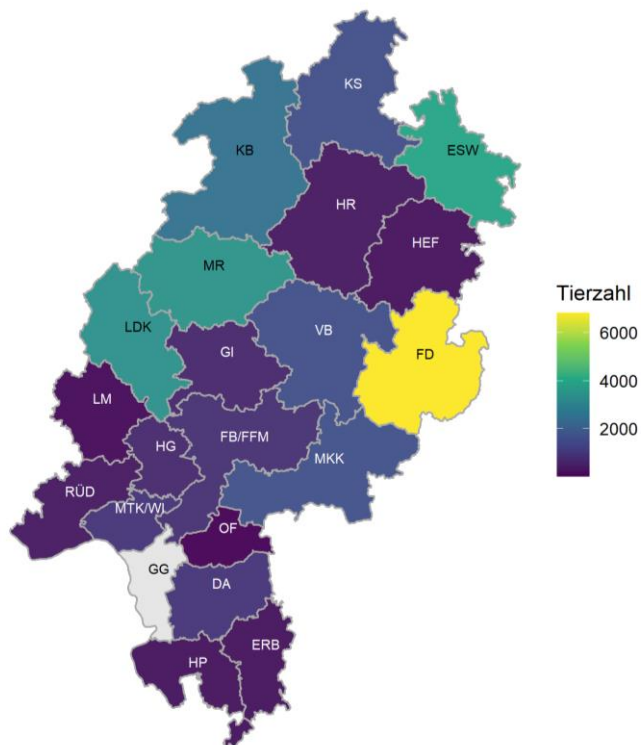 KS
KB
ESW
HR
HEF
MR
LDK
VB
GI
FD
LM
HG
FB/FFM
MKK
RÜD
MTK/WI
OF
GG
DA
ERB
HP
Tierzahl
6000
4000
2000